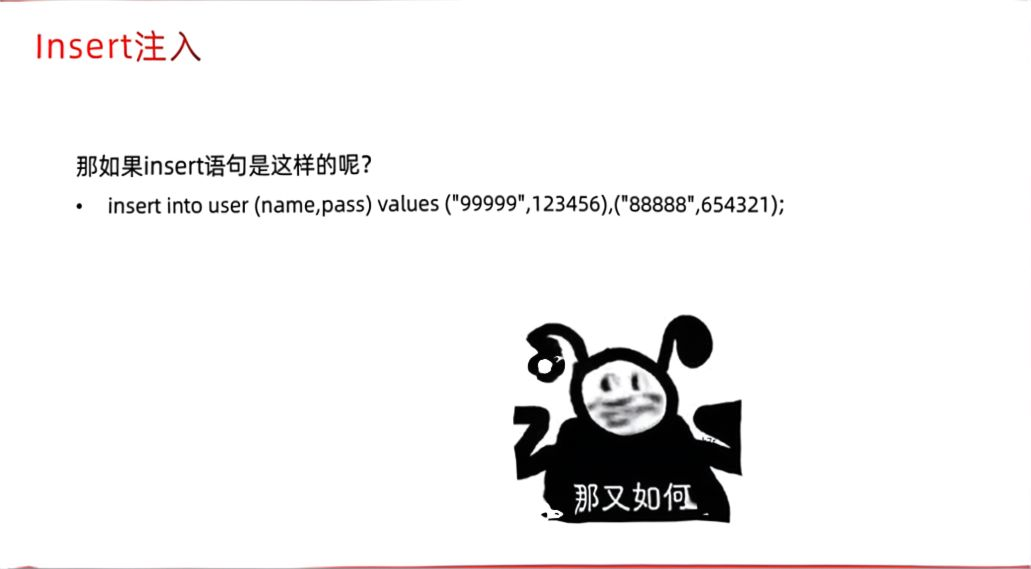 Insert注入
那如果insert语句是这样的呢？
• insert into user (name,pass) values ("99999",123456),("88888",654321);
那又如何